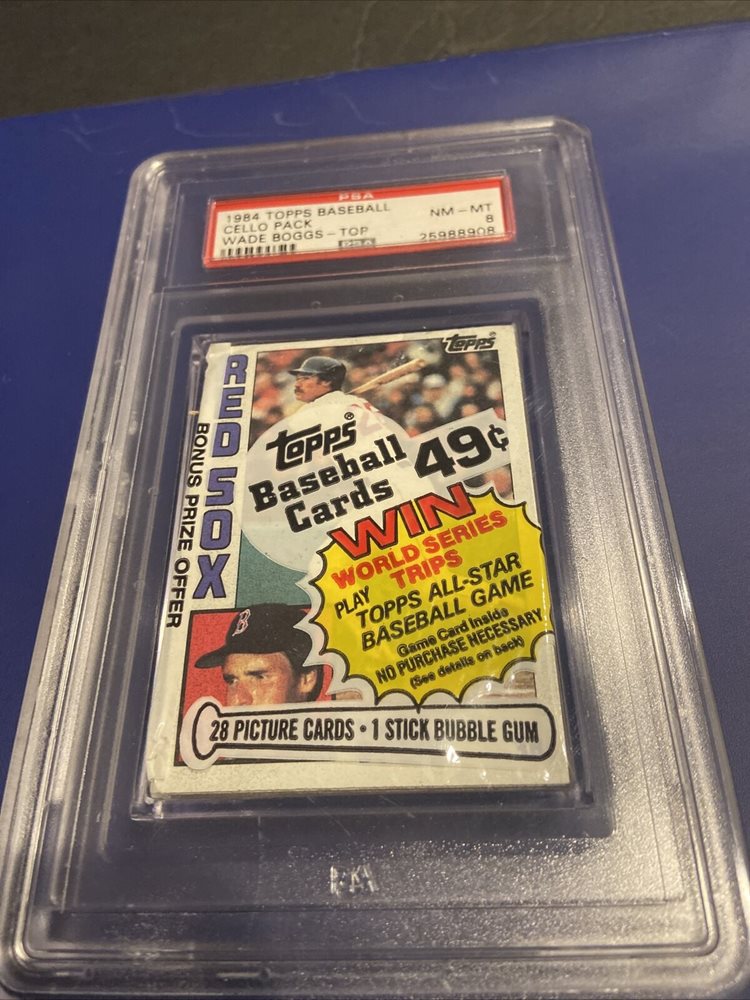 PSA
1984 TOPPS BASEBALL
CELLO PACK
WADE BOGGS-TOP
NM-MT
8
25988908
PSA
Topps®
RED SOX
BONUS PRIZE OFFER
Topps®
Baseball
Cards
49¢
WIN
WORLD SERIES
TRIPS
PLAY
TOPPS ALL-STAR
BASEBALL GAME
Game Card Inside
NO PURCHASE NECESSARY
(See details on back)
B
28 PICTURE CARDS • 1 STICK BUBBLE GUM